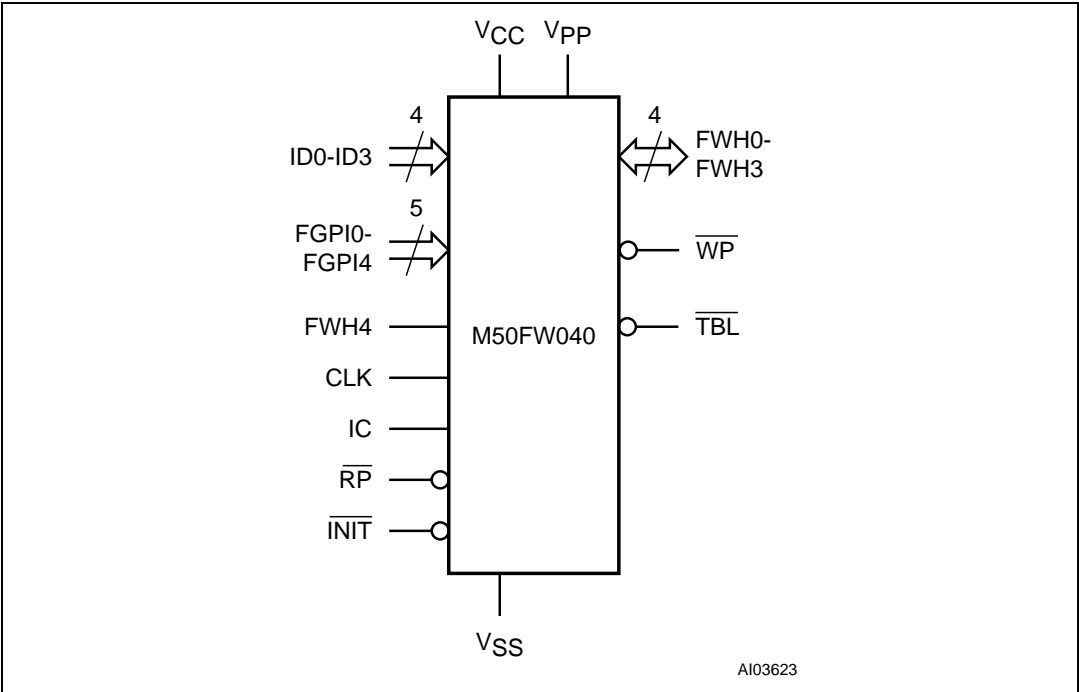 VCC VPP
4
ID0-ID3
4
FWH0-
FWH3
5
FGPI0-
FGPI4
WP
FWH4
M50FW040
TBL
CLK
IC
RP
INIT
VSS
AI03623